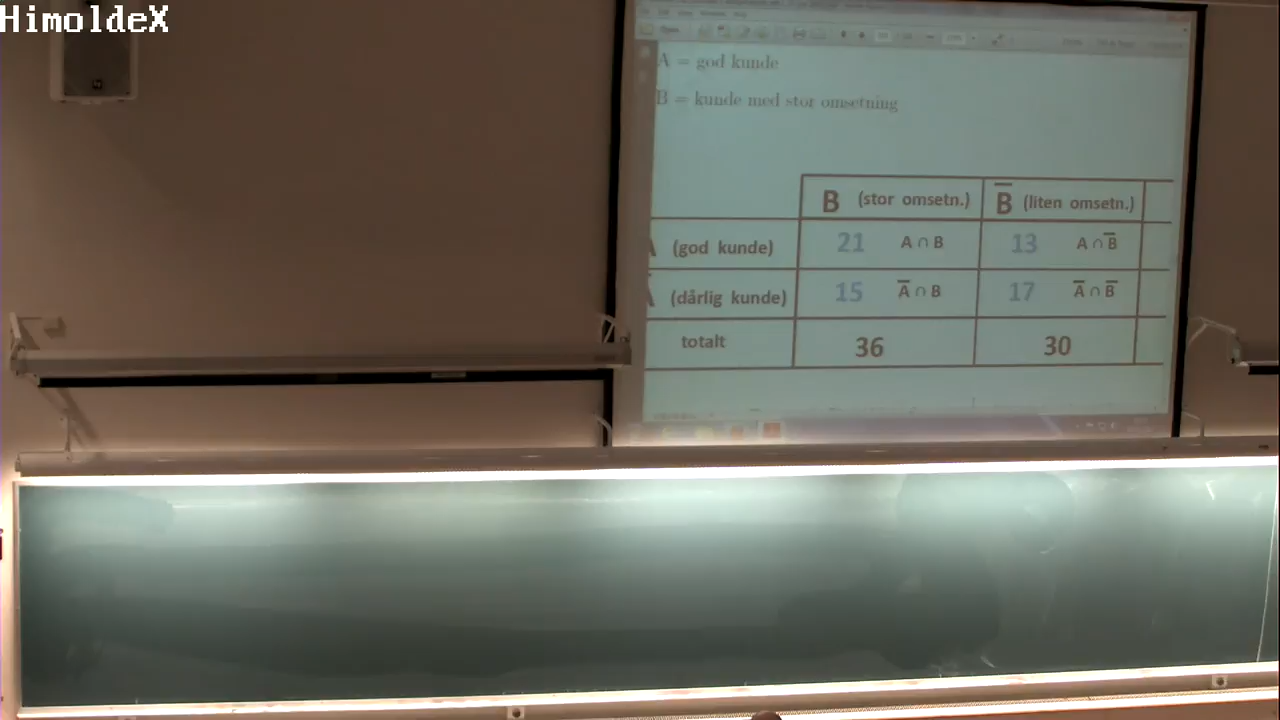 HimoldeX
A = god kunde
B = kunde med stor omsetning
B (stor omsetn.) B̅ (liten omsetn.)
A (god kunde) 21 A ∩ B 13 A ∩ B̅
A̅ (dårlig kunde) 15 A̅ ∩ B 17 A̅ ∩ B̅
totalt 36 30